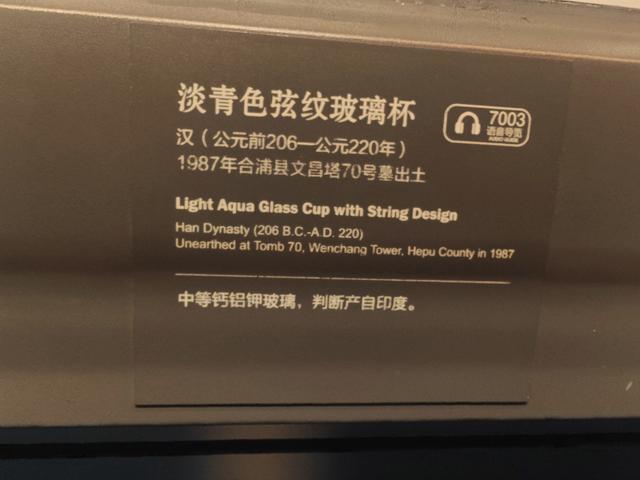 淡青色弦纹玻璃杯
7003
语音导览
AUDIO GUIDE
汉（公元前206—公元220年）
1987年合浦县文昌塔70号墓出土
Light Aqua Glass Cup with String Design
Han Dynasty (206 B.C.-A.D. 220)
Unearthed at Tomb 70, Wenchang Tower, Hepu County in 1987
中等钙铝钾玻璃，判断产自印度。